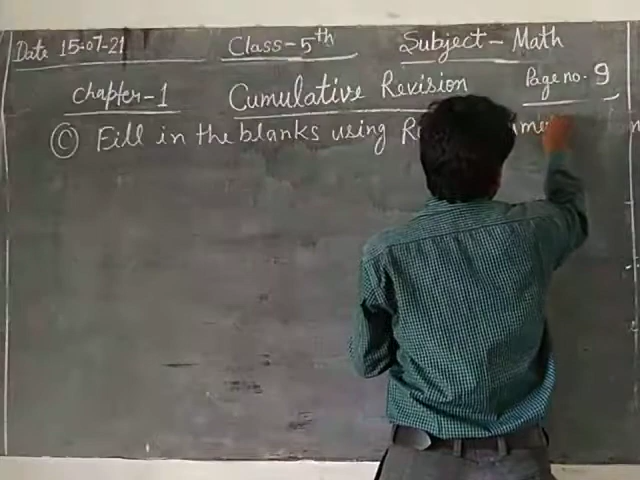 Date 15-07-21 Class-5th Subject-Math
Chapter-1 Cumulative Revision Page no. 9
Ⓒ Fill in the blanks using